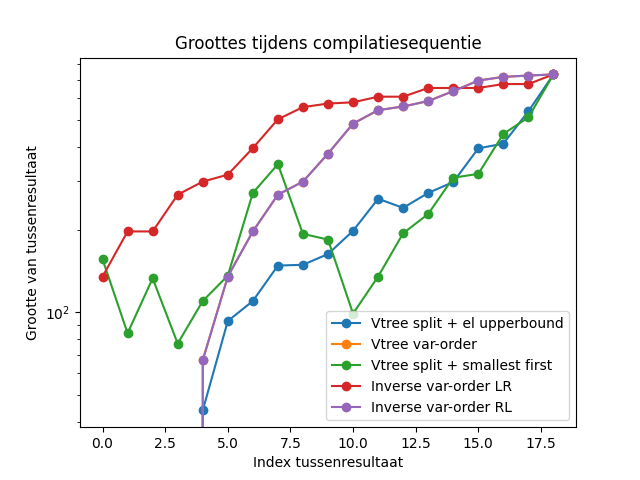 Groottes tijdens compilatiesequentie
Grootte van tussenresultaat
10²
Vtree split + el upperbound
Vtree var-order
Vtree split + smallest first
Inverse var-order LR
Inverse var-order RL
0.0 2.5 5.0 7.5 10.0 12.5 15.0 17.5
Index tussenresultaat